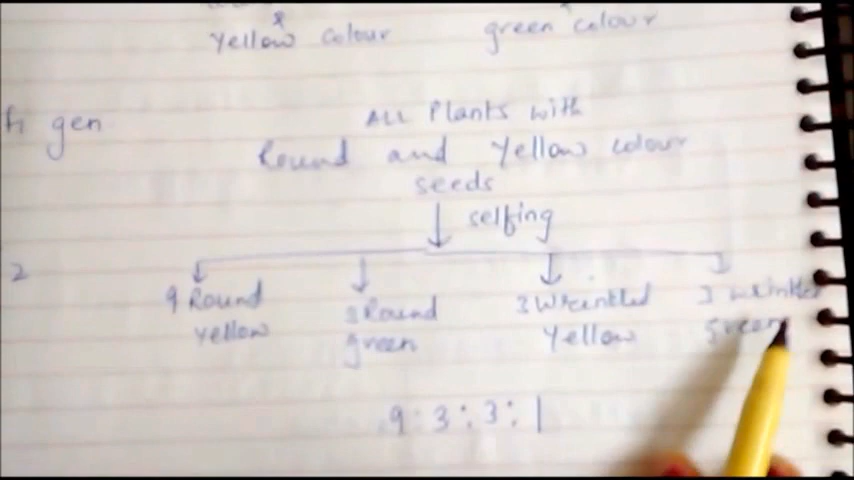 &
Yellow colour
green colour
F1 gen
ALL Plants with
Round and Yellow colour
seeds
selfing
2
9 Round
yellow
3 Round
green
3 Wrinkled
Yellow
3 wrinkled
green
9:3:3:1